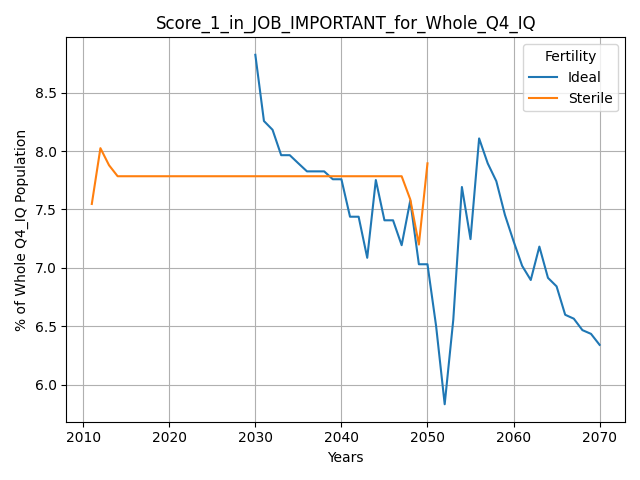 Score_1_in_JOB_IMPORTANT_for_Whole_Q4_IQ
Fertility
Ideal
Sterile
% of Whole Q4_IQ Population
8.5
8.0
7.5
7.0
6.5
6.0
2010 2020 2030 2040 2050 2060 2070
Years